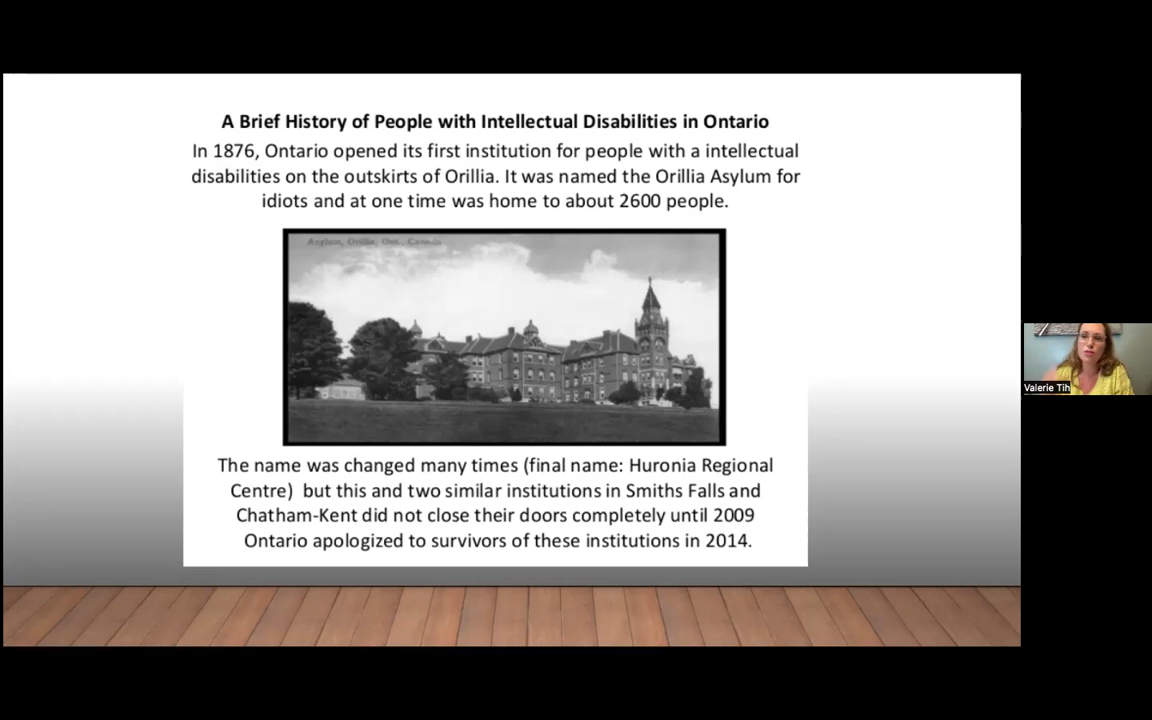 A Brief History of People with Intellectual Disabilities in Ontario
In 1876, Ontario opened its first institution for people with a intellectual
disabilities on the outskirts of Orillia. It was named the Orillia Asylum for
idiots and at one time was home to about 2600 people.
Asylum, Orillia, Ont., Canada
The name was changed many times (final name: Huronia Regional
Centre)  but this and two similar institutions in Smiths Falls and
Chatham-Kent did not close their doors completely until 2009
Ontario apologized to survivors of these institutions in 2014.
Valerie Tih